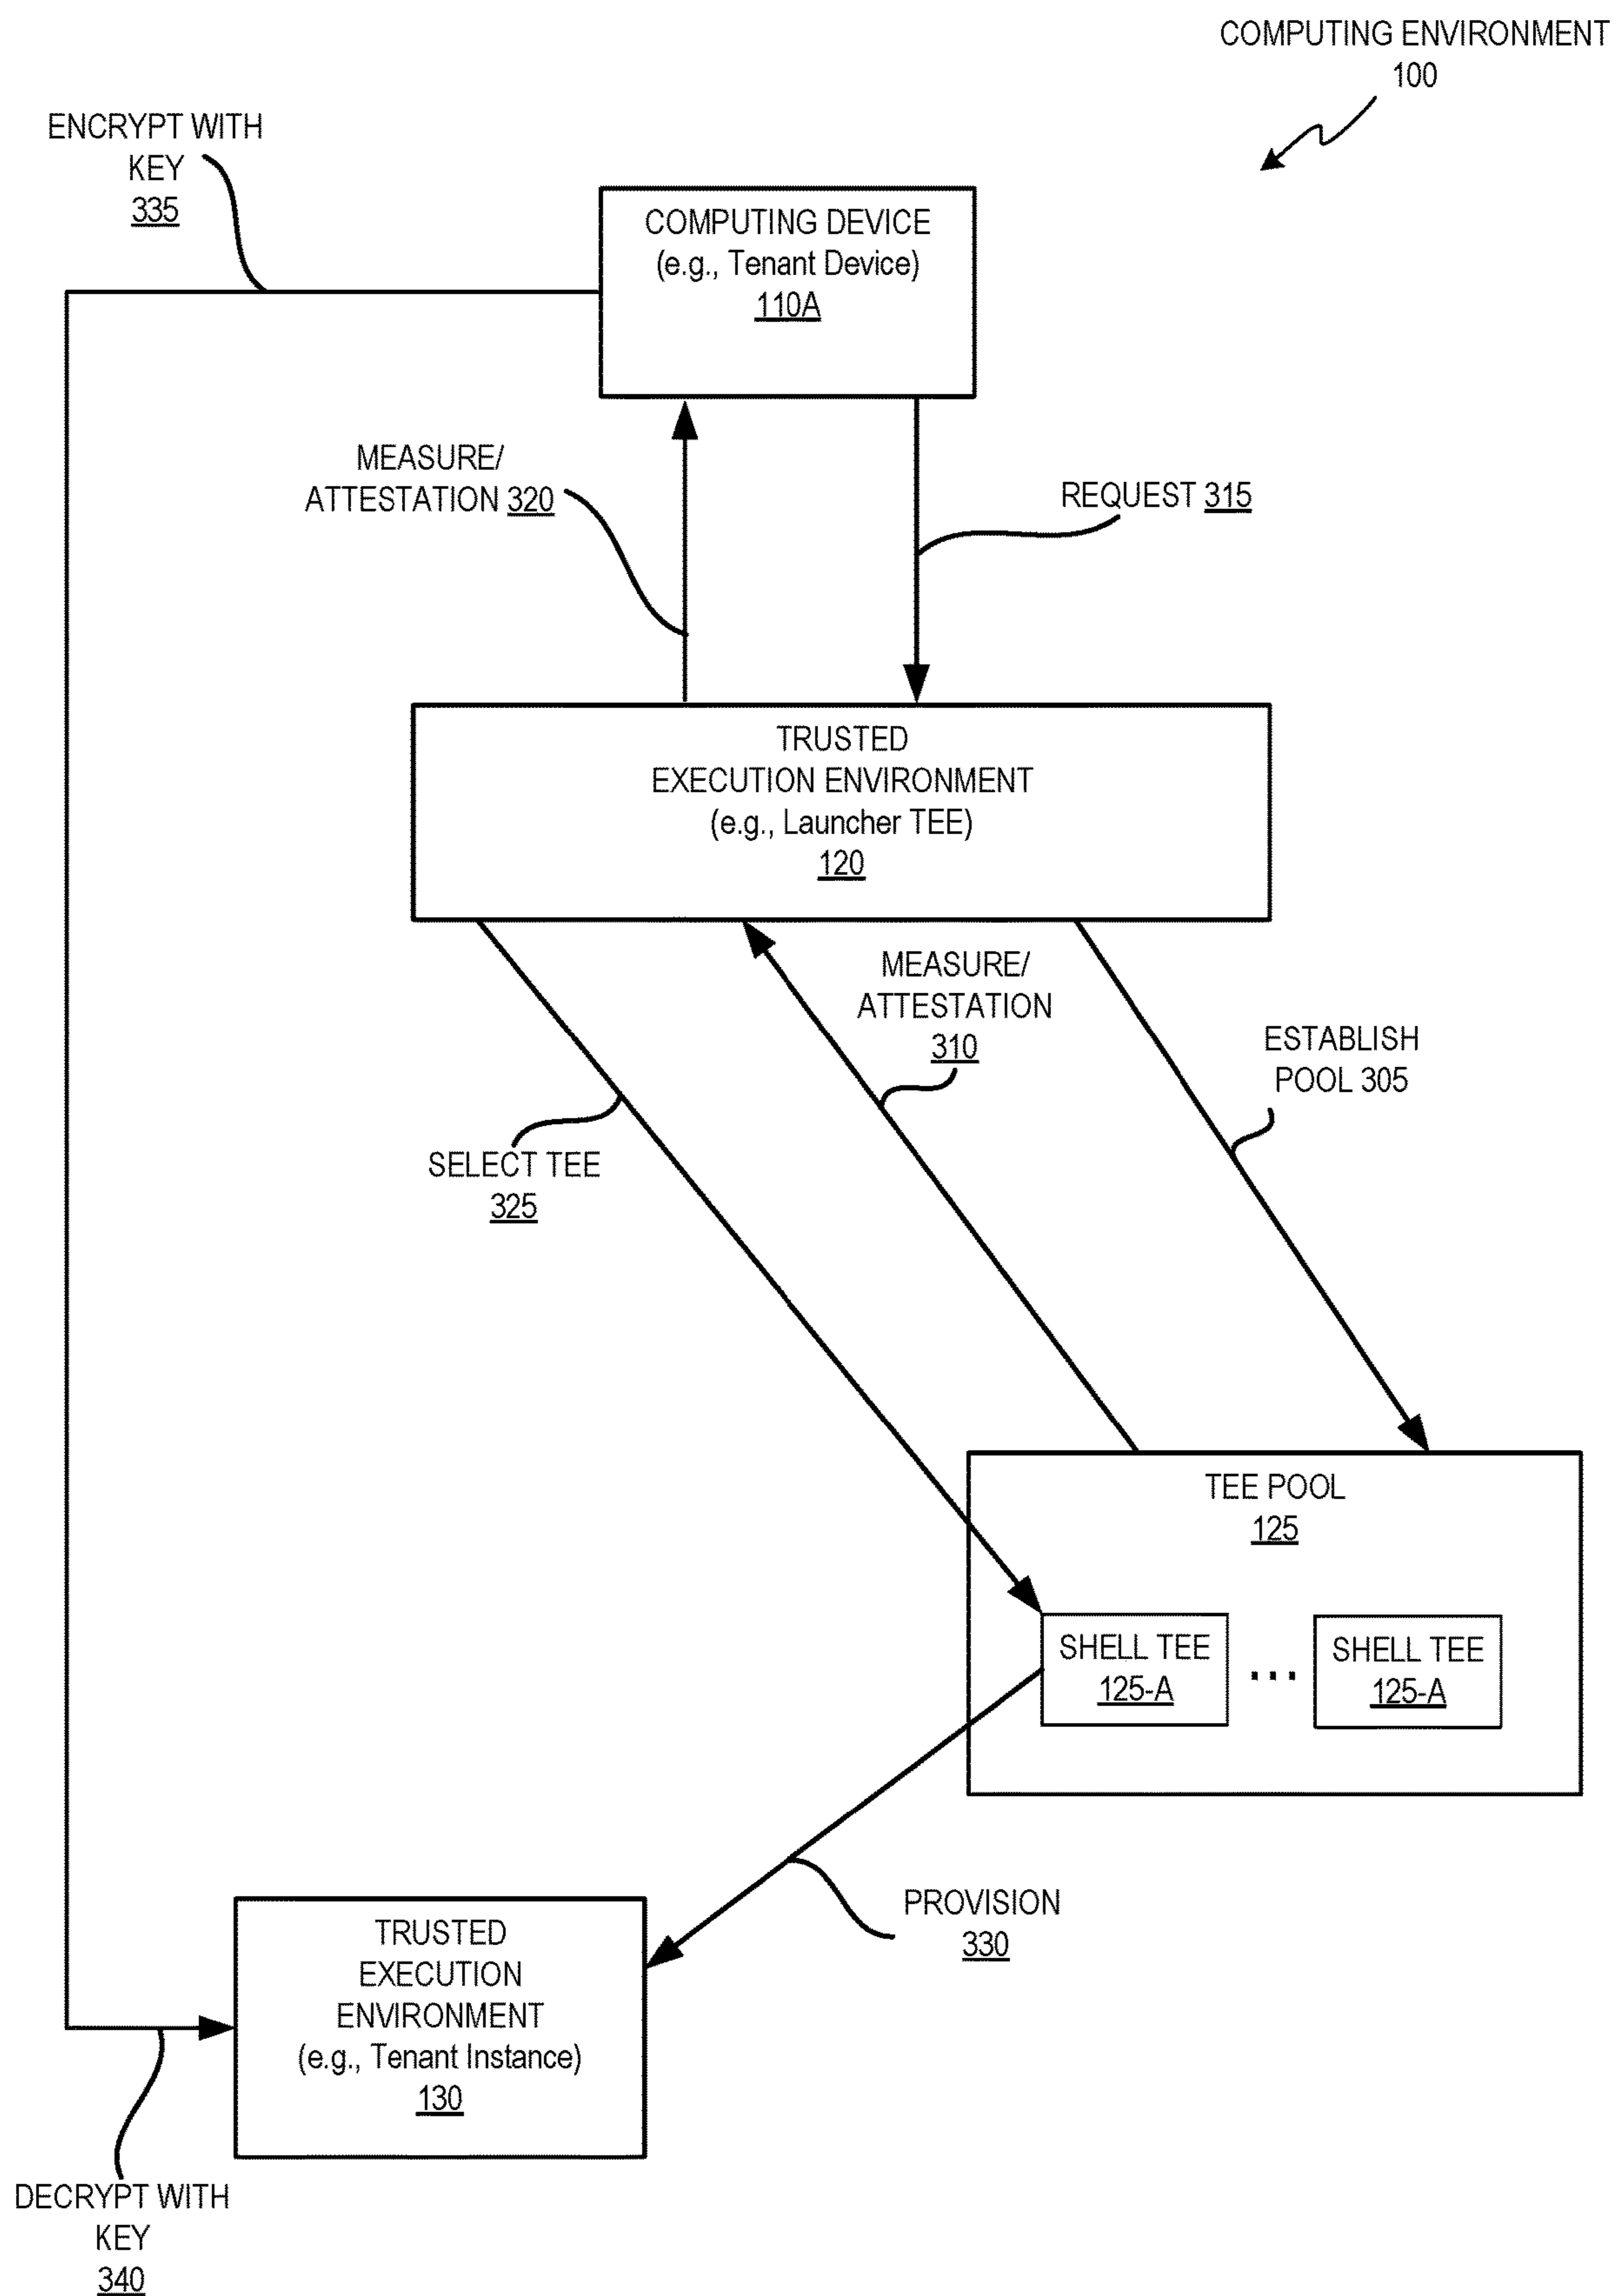 COMPUTING ENVIRONMENT
100
ENCRYPT WITH
KEY
335
COMPUTING DEVICE
(e.g., Tenant Device)
110A
MEASURE/
ATTESTATION 320
REQUEST 315
TRUSTED
EXECUTION ENVIRONMENT
(e.g., Launcher TEE)
120
MEASURE/
ATTESTATION
310
ESTABLISH
POOL 305
SELECT TEE
325
TEE POOL
125
SHELL TEE
125-A
...
SHELL TEE
125-A
PROVISION
330
TRUSTED
EXECUTION
ENVIRONMENT
(e.g., Tenant Instance)
130
DECRYPT WITH
KEY
340